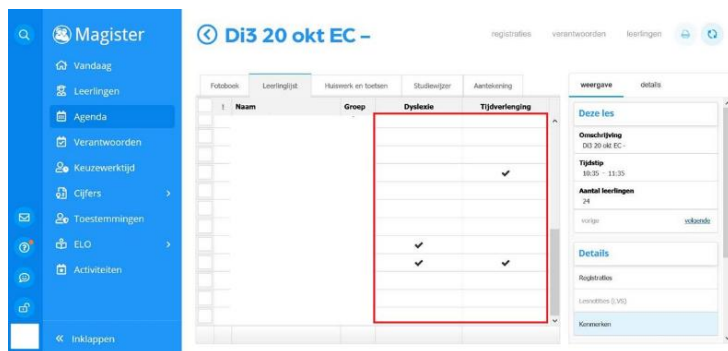 Magister
Vandaag
Leerlingen
Agenda
Verantwoorden
Keuzewerktijd
Cijfers
Toestemmingen
ELO
Activiteiten
Inklappen
Di3 20 okt EC –
registraties verantwoorden leerlingen
Fotoboek Leerlinglijst Huiswerk en toetsen Studiewijzer Aantekening
! Naam Groep Dyslexie Tijdverlenging
weergave details
Deze les
Omschrijving
Di3 20 okt EC -
Tijdstip
10:35 - 11:35
Aantal leerlingen
24
vorige volgende
Details
Registraties
Lesnotities (LVS)
Kenmerken